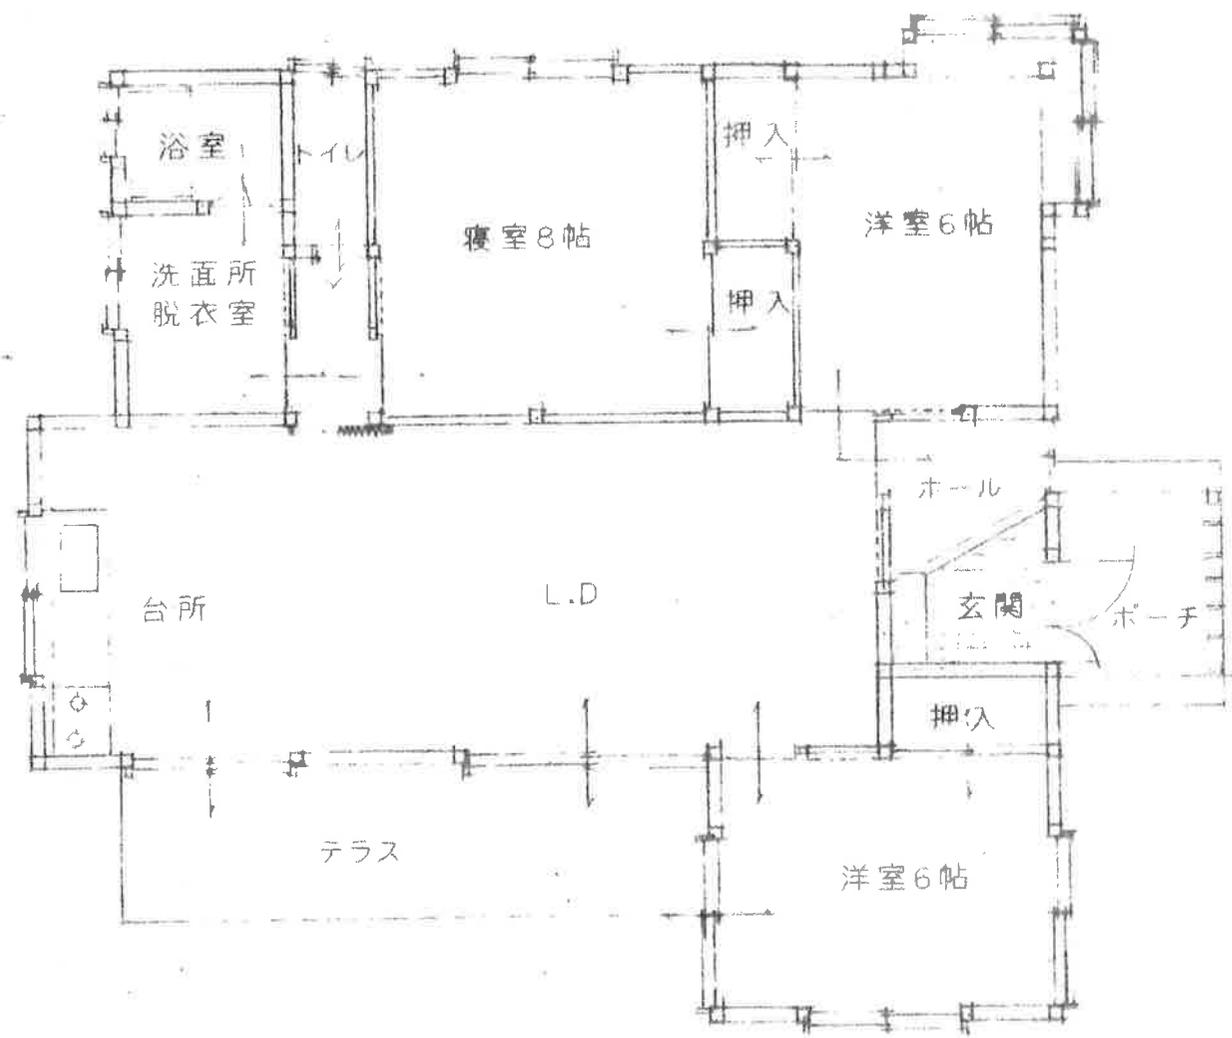 浴室
トイレ
押入
寝室8帖
洋室6帖
洗面所
脱衣室
押入
ホール
台所
L.D
玄関
ポーチ
押入
テラス
洋室6帖